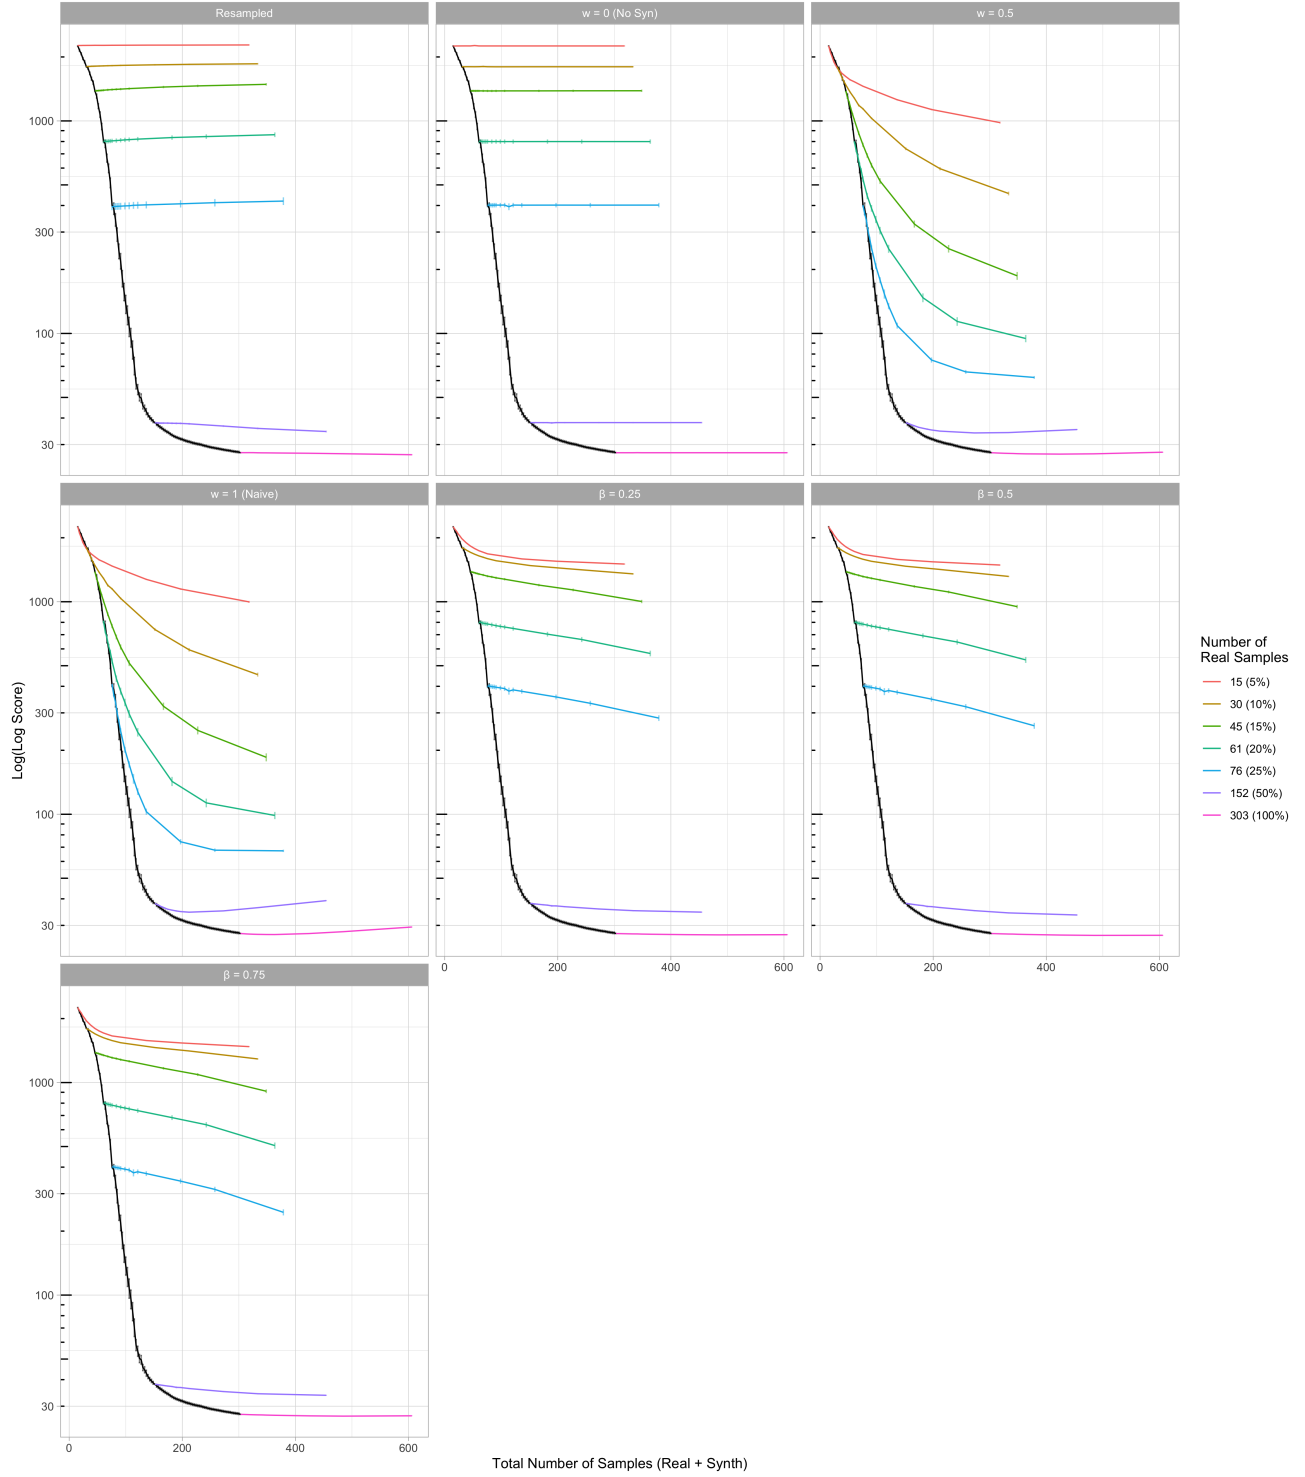 Resampled
w = 0 (No Syn)
w = 0.5
1000
300
100
30
w = 1 (Naive)
β = 0.25
β = 0.5
1000
300
100
30
0
200
400
600
0
200
400
600
β = 0.75
1000
300
100
30
0
200
400
600
Total Number of Samples (Real + Synth)
Log(Log Score)
Number of
Real Samples
15 (5%)
30 (10%)
45 (15%)
61 (20%)
76 (25%)
152 (50%)
303 (100%)